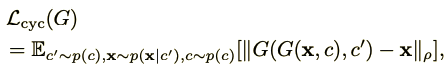 ℒ_cyc(G)
= 𝔼_{c′∼p(c),𝐱∼p(𝐱|c′),c∼p(c)}[‖G(G(𝐱, c), c′) − 𝐱‖_ρ],